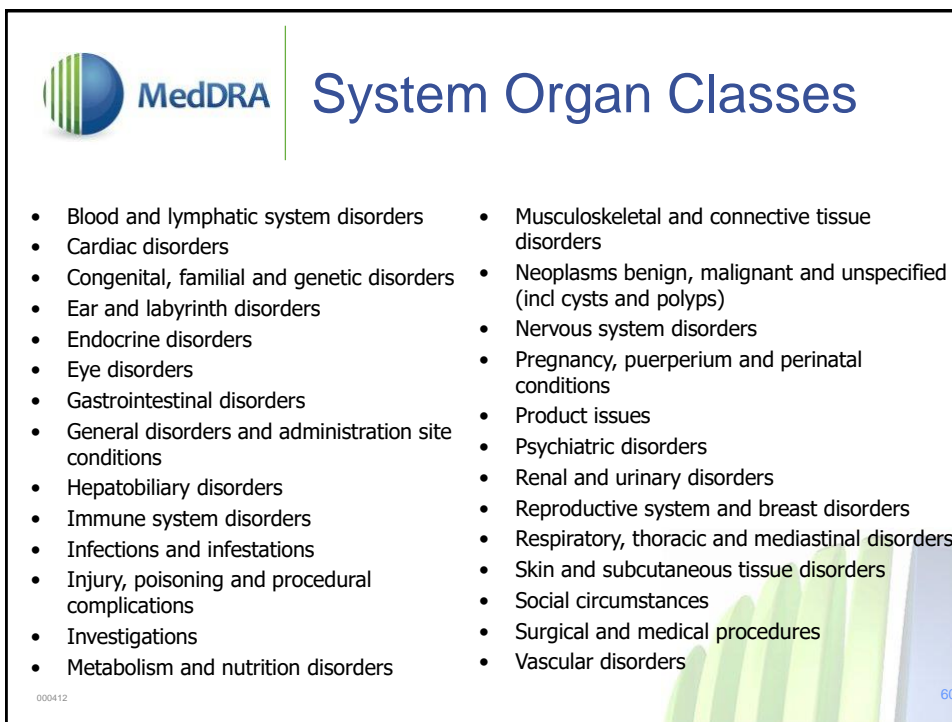 MedDRA
System Organ Classes
• Blood and lymphatic system disorders
• Cardiac disorders
• Congenital, familial and genetic disorders
• Ear and labyrinth disorders
• Endocrine disorders
• Eye disorders
• Gastrointestinal disorders
• General disorders and administration site
conditions
• Hepatobiliary disorders
• Immune system disorders
• Infections and infestations
• Injury, poisoning and procedural
complications
• Investigations
• Metabolism and nutrition disorders
• Musculoskeletal and connective tissue
disorders
• Neoplasms benign, malignant and unspecified
(incl cysts and polyps)
• Nervous system disorders
• Pregnancy, puerperium and perinatal
conditions
• Product issues
• Psychiatric disorders
• Renal and urinary disorders
• Reproductive system and breast disorders
• Respiratory, thoracic and mediastinal disorders
• Skin and subcutaneous tissue disorders
• Social circumstances
• Surgical and medical procedures
• Vascular disorders
000412
60